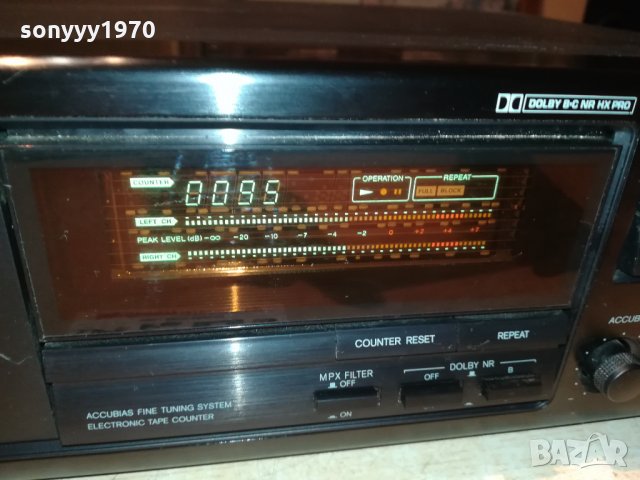 sonyyy1970
DOLBY B-C NR HX PRO
COUNTER 0095
OPERATION REPEAT
FULL BLOCK
LEFT CH
PEAK LEVEL (dB) -∞ -20 -10 -7 -4 -2 0 +2 +4 +7
RIGHT CH
COUNTER RESET REPEAT
MPX FILTER
OFF
ON
DOLBY NR
OFF B
ACCUBIAS FINE TUNING SYSTEM
ELECTRONIC TAPE COUNTER
ACCUBIAS
BAZAR